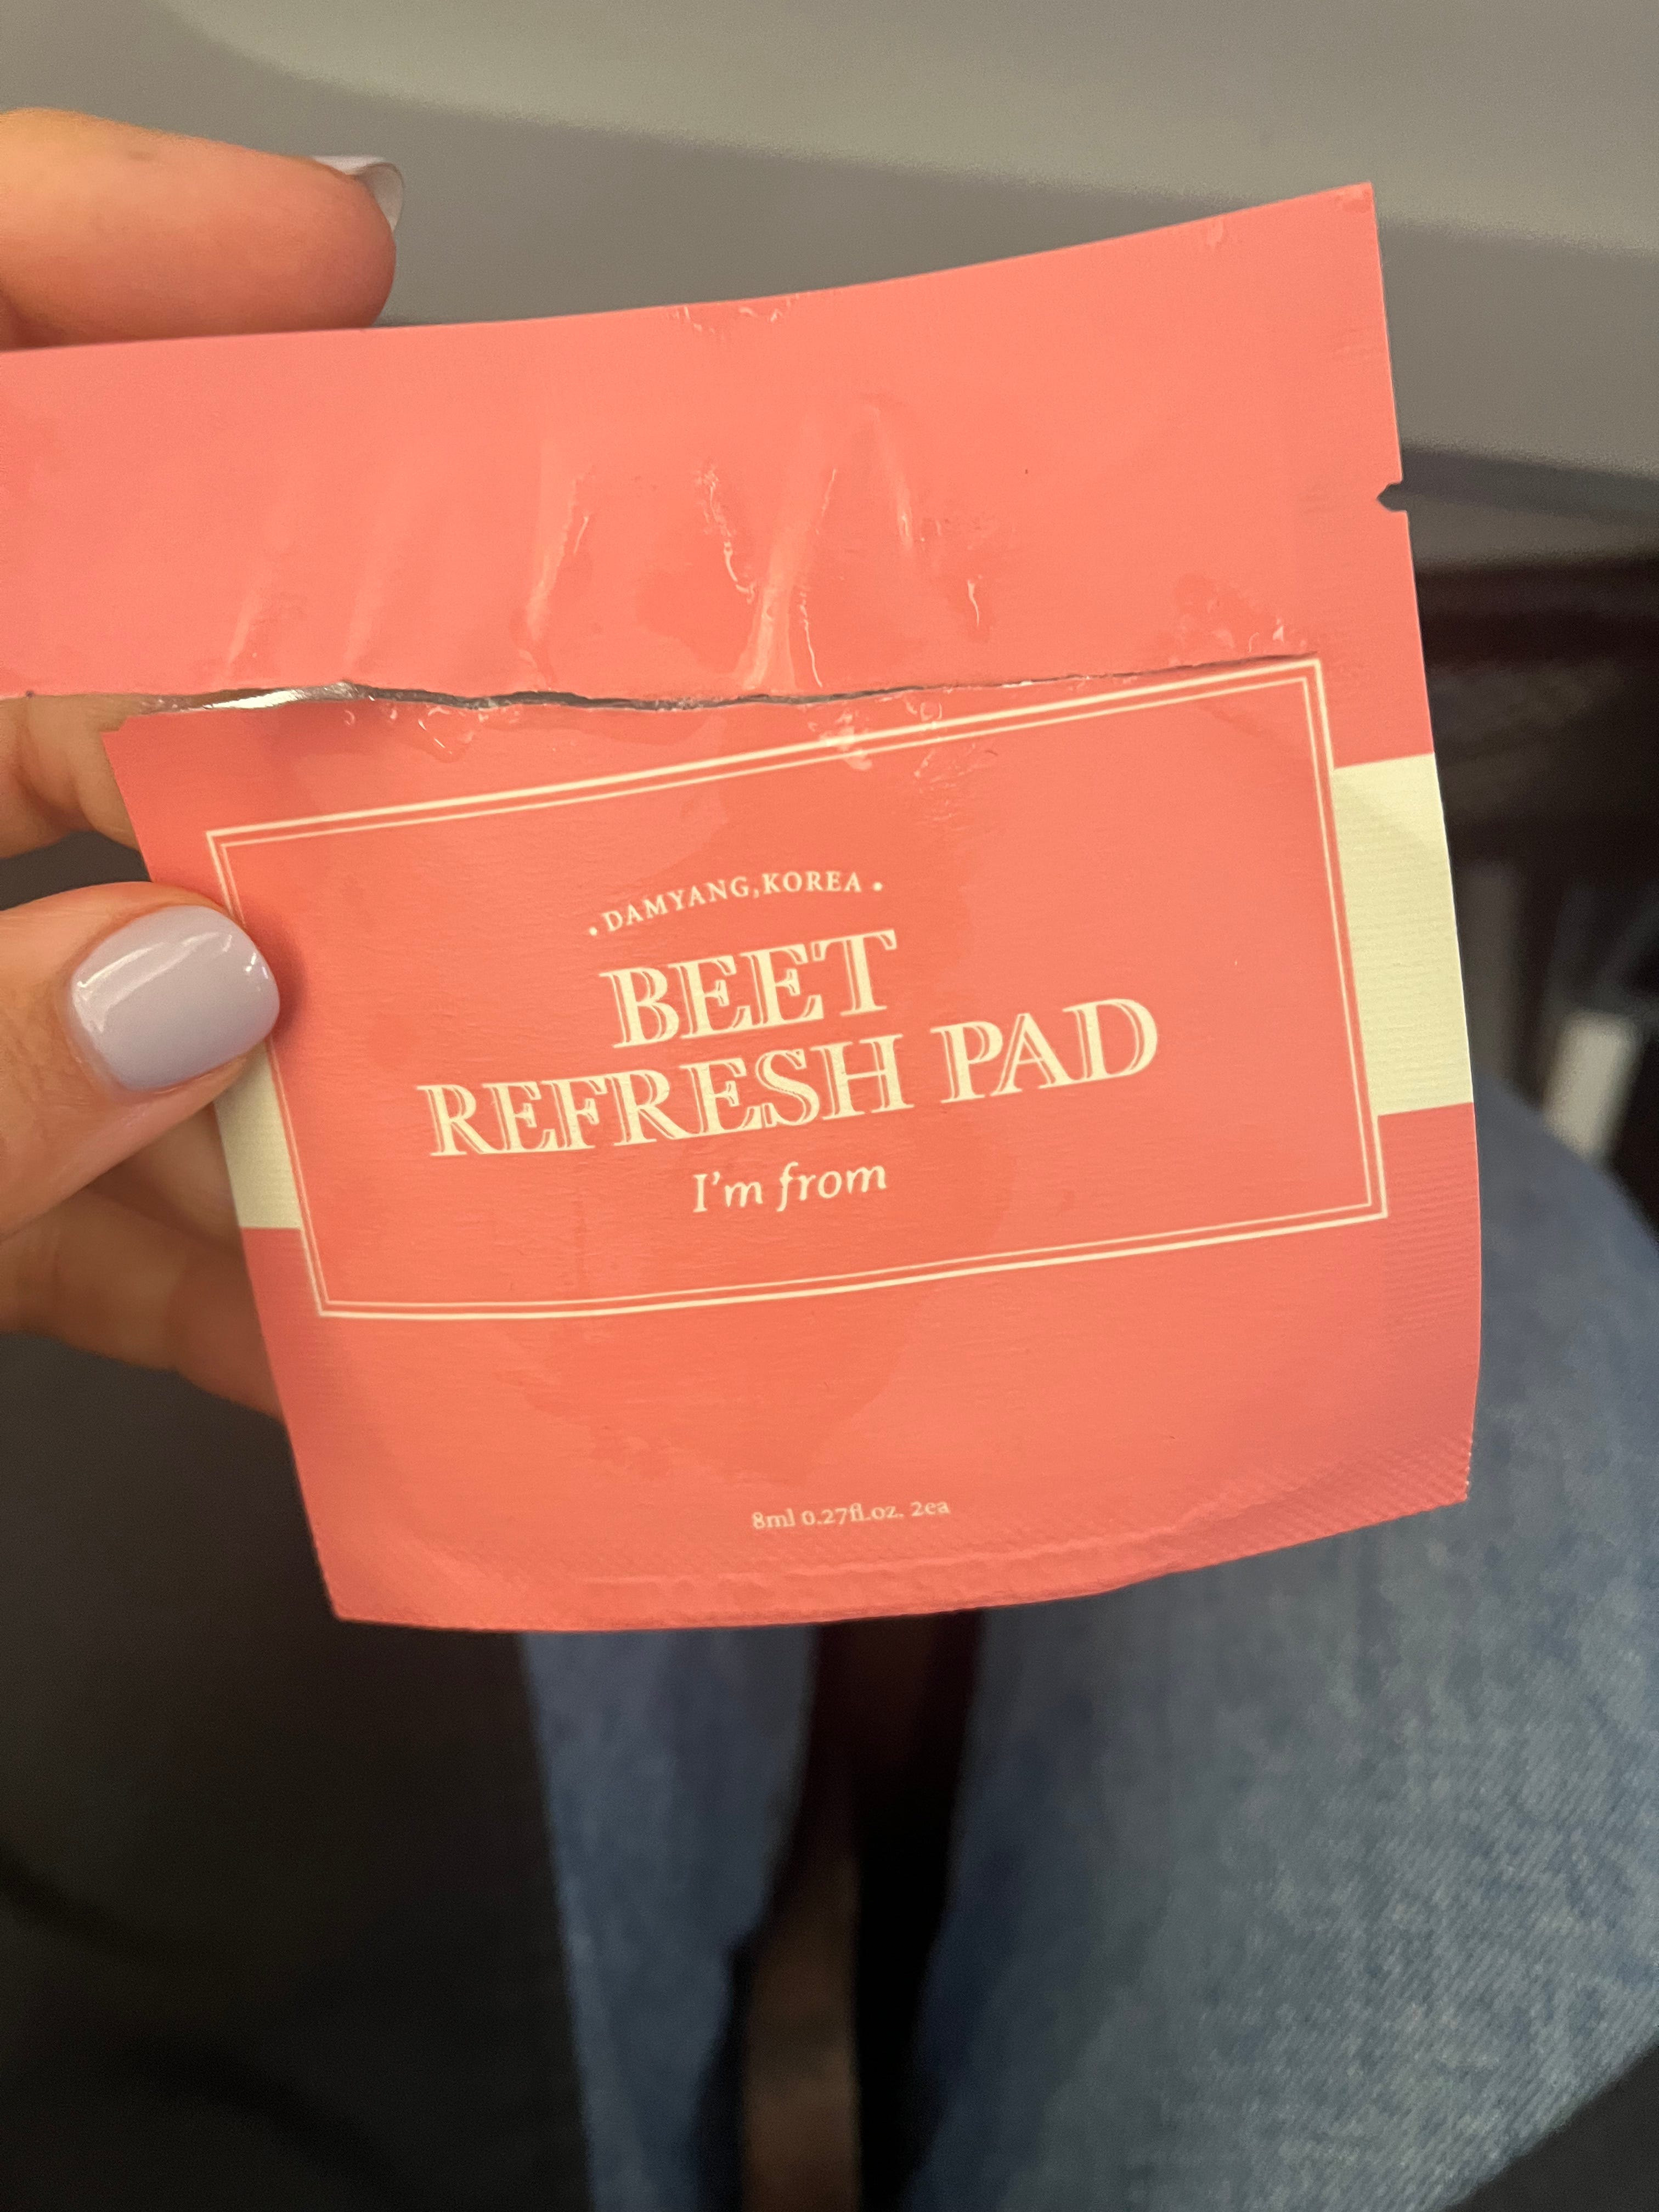 . DAMYANG,KOREA .
BEET
REFRESH PAD
I'm from
8ml 0.27fl.oz. 2ea